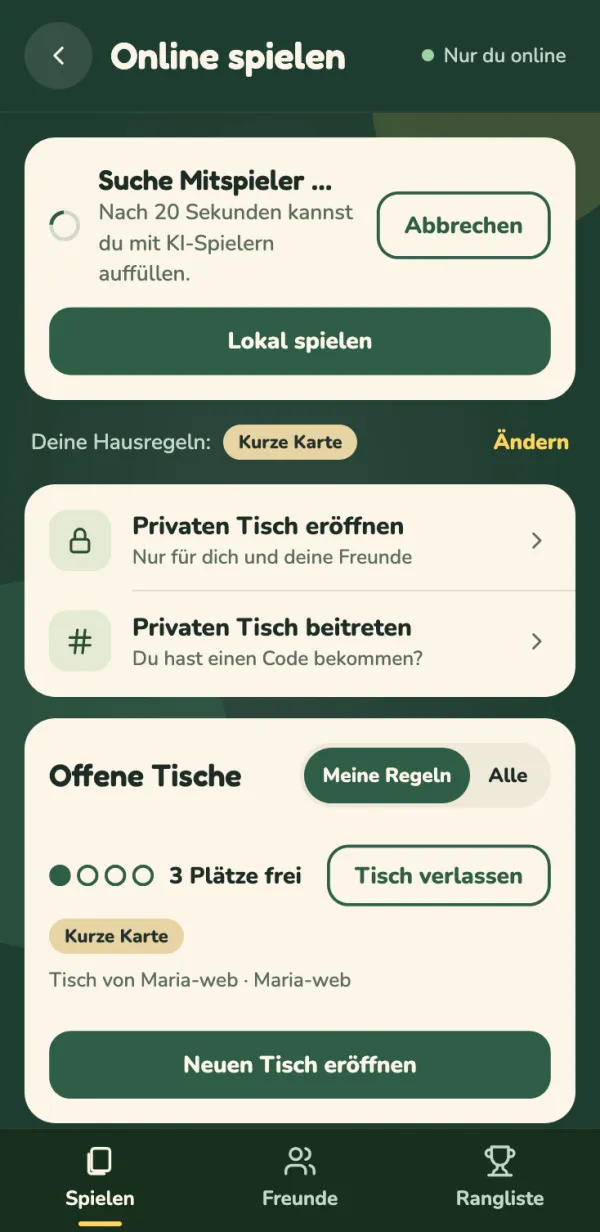 Online spielen
Nur du online
Suche Mitspieler ...
Nach 20 Sekunden kannst
du mit KI-Spielern
auffüllen.
Abbrechen
Lokal spielen
Deine Hausregeln:
Kurze Karte
Ändern
Privaten Tisch eröffnen
Nur für dich und deine Freunde
Privaten Tisch beitreten
Du hast einen Code bekommen?
Offene Tische
Meine Regeln
Alle
3 Plätze frei
Tisch verlassen
Kurze Karte
Tisch von Maria-web · Maria-web
Neuen Tisch eröffnen
Spielen
Freunde
Rangliste